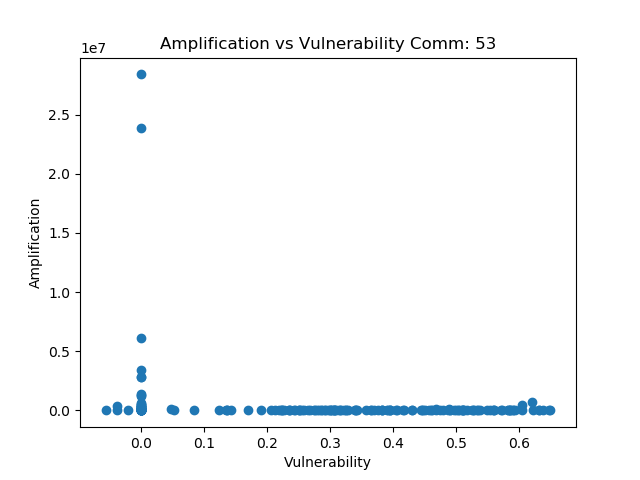 Amplification vs Vulnerability Comm: 53
1e7
2.5
2.0
1.5
1.0
0.5
0.0
Amplification
0.0 0.1 0.2 0.3 0.4 0.5 0.6
Vulnerability